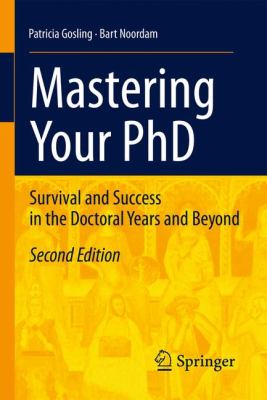 Patricia Gosling · Bart Noordam
Mastering
Your PhD
Survival and Success
in the Doctoral Years and Beyond
Second Edition
Springer